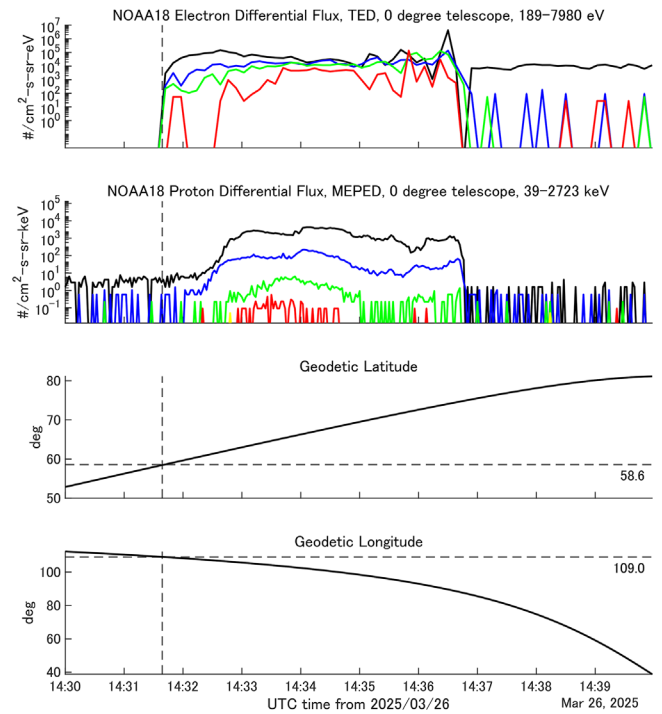 NOAA18 Electron Differential Flux, TED, 0 degree telescope, 189-7980 eV
#/cm²-s-sr-eV
10⁷
10⁶
10⁵
10⁴
10³
10²
10¹
10⁰
NOAA18 Proton Differential Flux, MEPED, 0 degree telescope, 39-2723 keV
#/cm²-s-sr-keV
10⁵
10⁴
10³
10²
10¹
10⁰
10⁻¹
Geodetic Latitude
deg
80
70
60
50
58.6
Geodetic Longitude
deg
100
80
60
40
109.0
14:30 14:31 14:32 14:33 14:34 14:35 14:36 14:37 14:38 14:39
UTC time from 2025/03/26
Mar 26, 2025